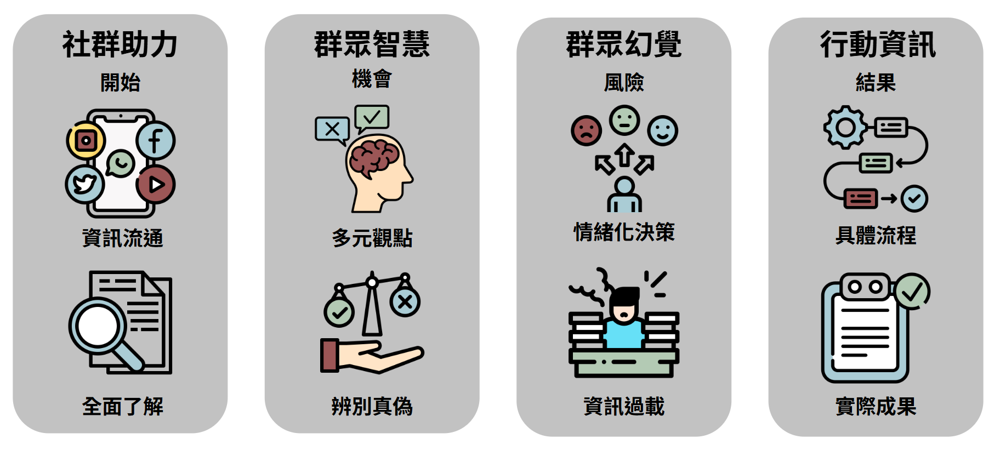 社群助力
開始
資訊流通
全面了解
群眾智慧
機會
多元觀點
辨別真偽
群眾幻覺
風險
情緒化決策
資訊過載
行動資訊
結果
具體流程
實際成果